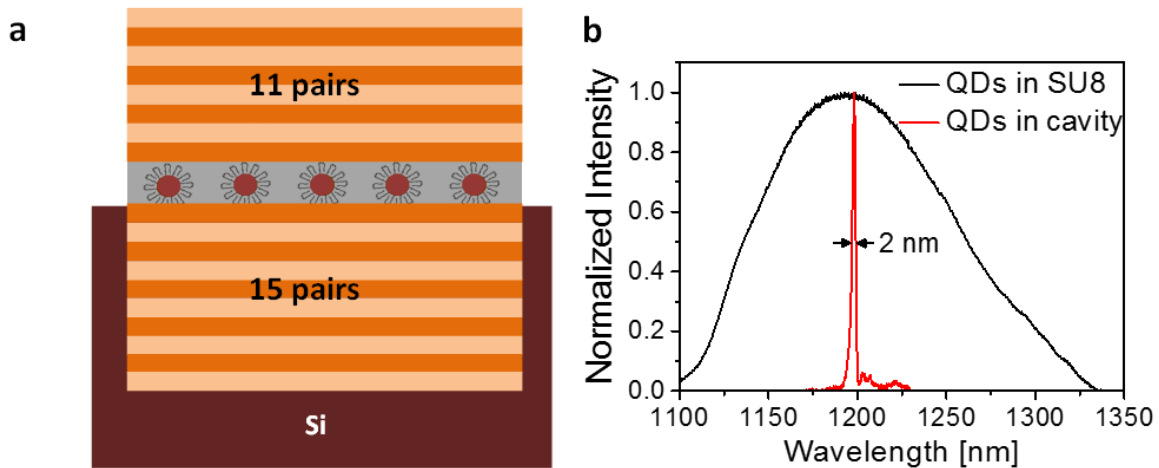 a
11 pairs
15 pairs
Si
b
Normalized Intensity
1.0
0.8
0.6
0.4
0.2
0.0
QDs in SU8
QDs in cavity
2 nm
1100 1150 1200 1250 1300 1350
Wavelength [nm]